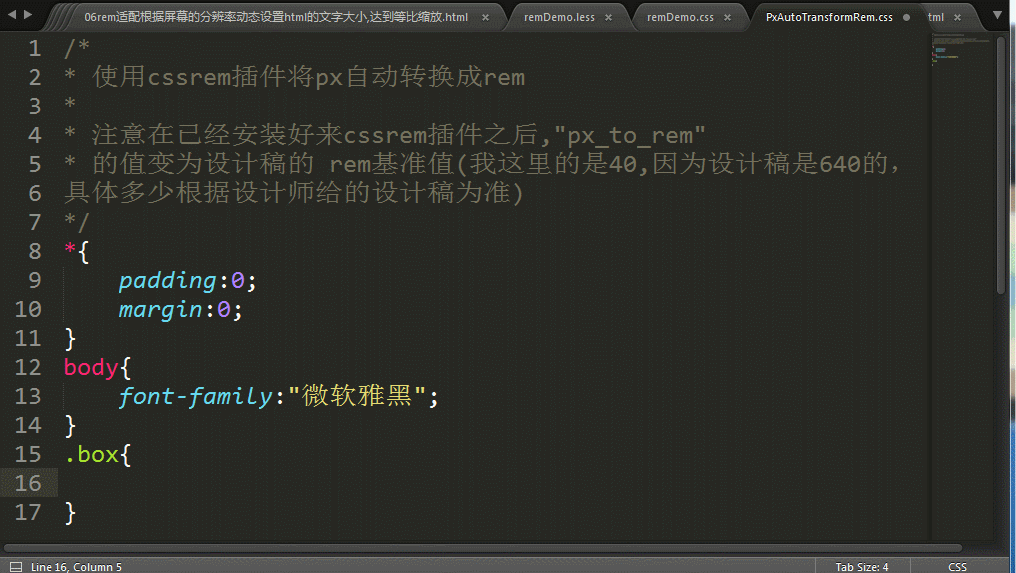 06rem适配根据屏幕的分辨率动态设置html的文字大小,达到等比缩放.html × remDemo.less × remDemo.css × PxAutoTransformRem.css tml ×
1 /*
2 * 使用cssrem插件将px自动转换成rem
3 *
4 * 注意在已经安装好来cssrem插件之后,"px_to_rem"
5 * 的值变为设计稿的 rem基准值(我这里的是40,因为设计稿是640的,
6 具体多少根据设计师给的设计稿为准)
7 */
8 *{
9 padding:0;
10 margin:0;
11 }
12 body{
13 font-family:"微软雅黑";
14 }
15 .box{
16
17 }
Line 16, Column 5 Tab Size: 4 CSS